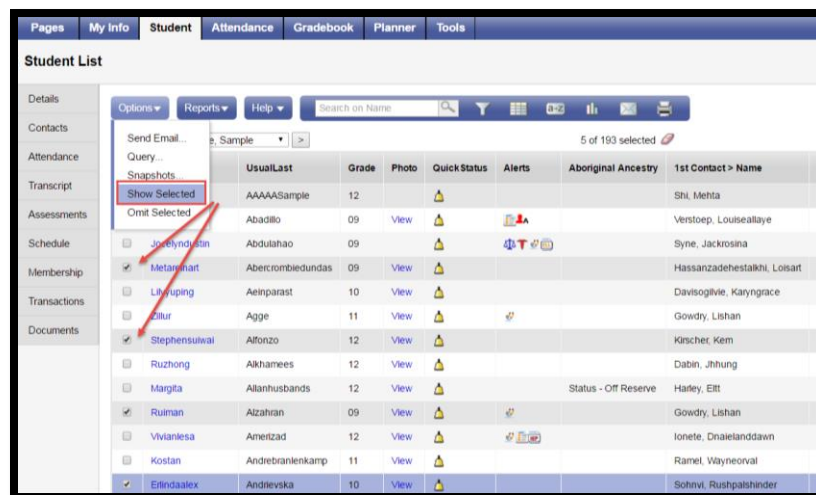 Pages My Info Student Attendance Gradebook Planner Tools
Student List
Details
Contacts
Attendance
Transcript
Assessments
Schedule
Membership
Transactions
Documents
Options Reports Help Search on Name a-z
Send Email...
Query...
Snapshots...
Show Selected
Omit Selected
e, Sample > 5 of 193 selected
UsualLast Grade Photo QuickStatus Alerts Aboriginal Ancestry 1st Contact > Name
AAAAASample 12 Shi, Mehta
Abadillo 09 View Verstoep, Louiseallaye
Jocelyndustin Abdulahao 09 Syne, Jackrosina
Abercrombiedundas 09 View Hassanzadehestalkhi, Loisart
Aeinparast 10 View Davisogilvie, Karyngrace
Zillur Agge 11 View Gowdry, Lishan
Stephensuiwai Alfonzo 12 View Kirscher, Kem
Ruzhong Alkhamees 12 View Dabin, Jhhung
Margita Allanhusbands 12 View Status - Off Reserve Harley, Eltt
Ruiman Alzahran 09 View Gowdry, Lishan
Vivianlesa Amerizad 12 View Ionete, Dnaielanddawn
Kostan Andrebranlenkamp 11 View Ramel, Wayneorval
Erlindaalex Andrievska 10 View Sohnvi, Rushpalshinder